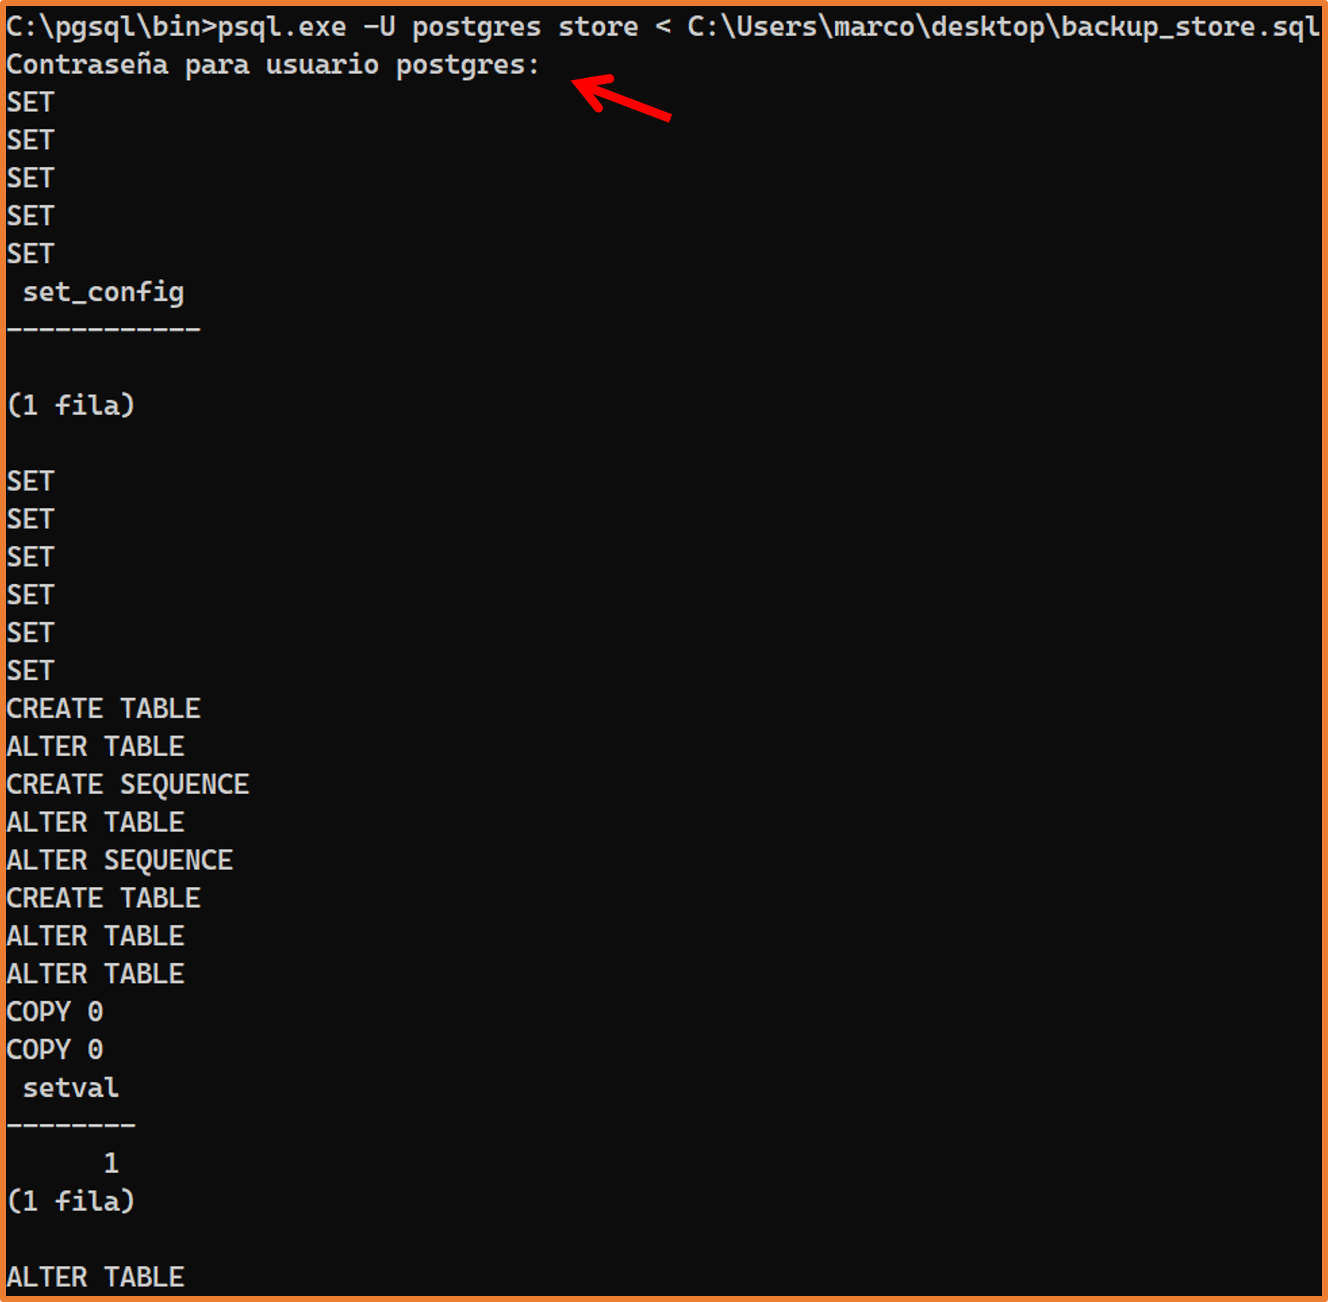 C:\pgsql\bin>psql.exe -U postgres store < C:\Users\marco\desktop\backup_store.sql
Contraseña para usuario postgres:
SET
SET
SET
SET
SET
 set_config
------------

(1 fila)

SET
SET
SET
SET
SET
SET
CREATE TABLE
ALTER TABLE
CREATE SEQUENCE
ALTER TABLE
ALTER SEQUENCE
CREATE TABLE
ALTER TABLE
ALTER TABLE
COPY 0
COPY 0
 setval
--------
      1
(1 fila)

ALTER TABLE